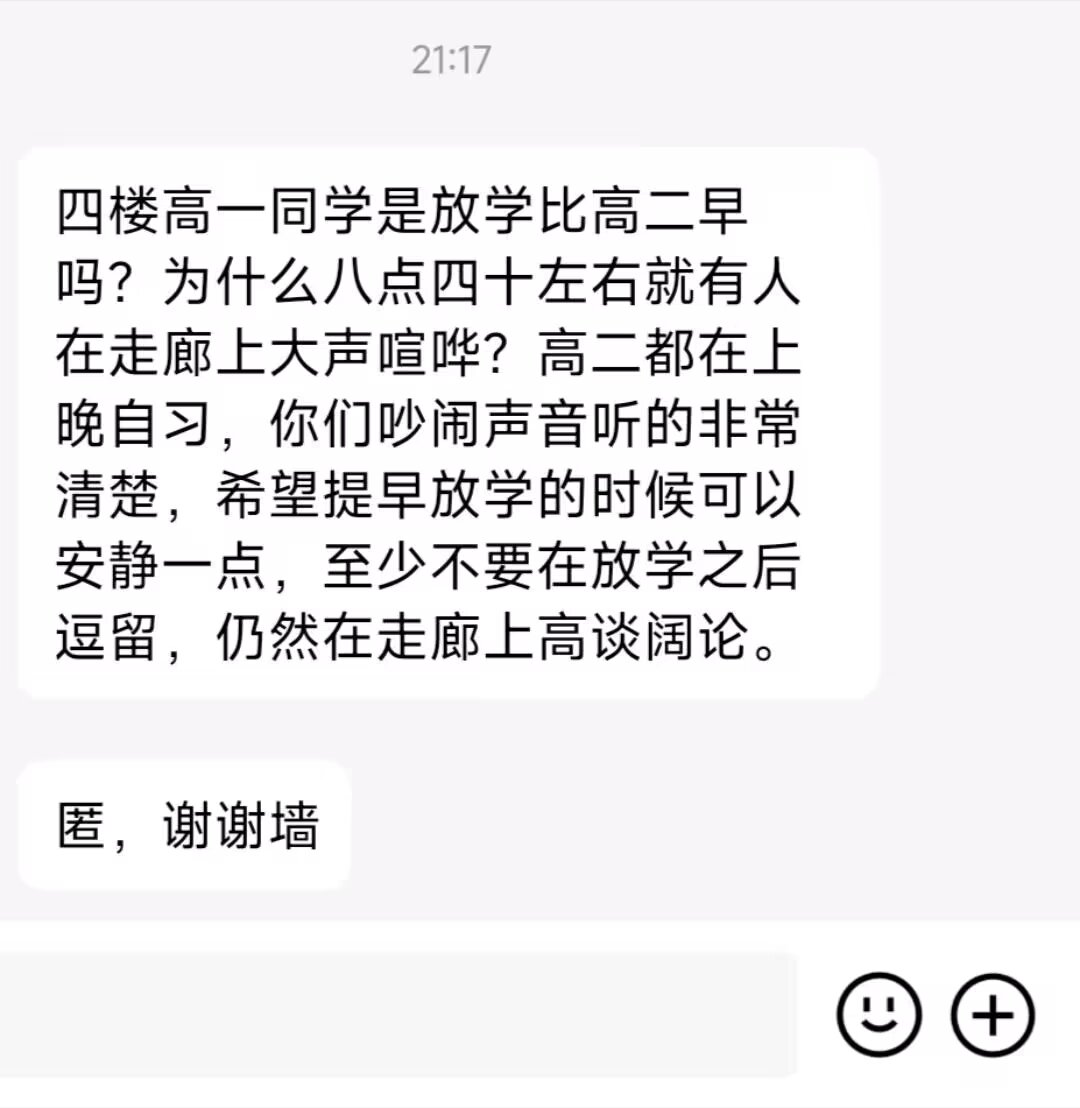 21:17
四楼高一同学是放学比高二早
吗？为什么八点四十左右就有人
在走廊上大声喧哗？高二都在上
晚自习，你们吵闹声音听的非常
清楚，希望提早放学的时候可以
安静一点，至少不要在放学之后
逗留，仍然在走廊上高谈阔论。
匿，谢谢墙